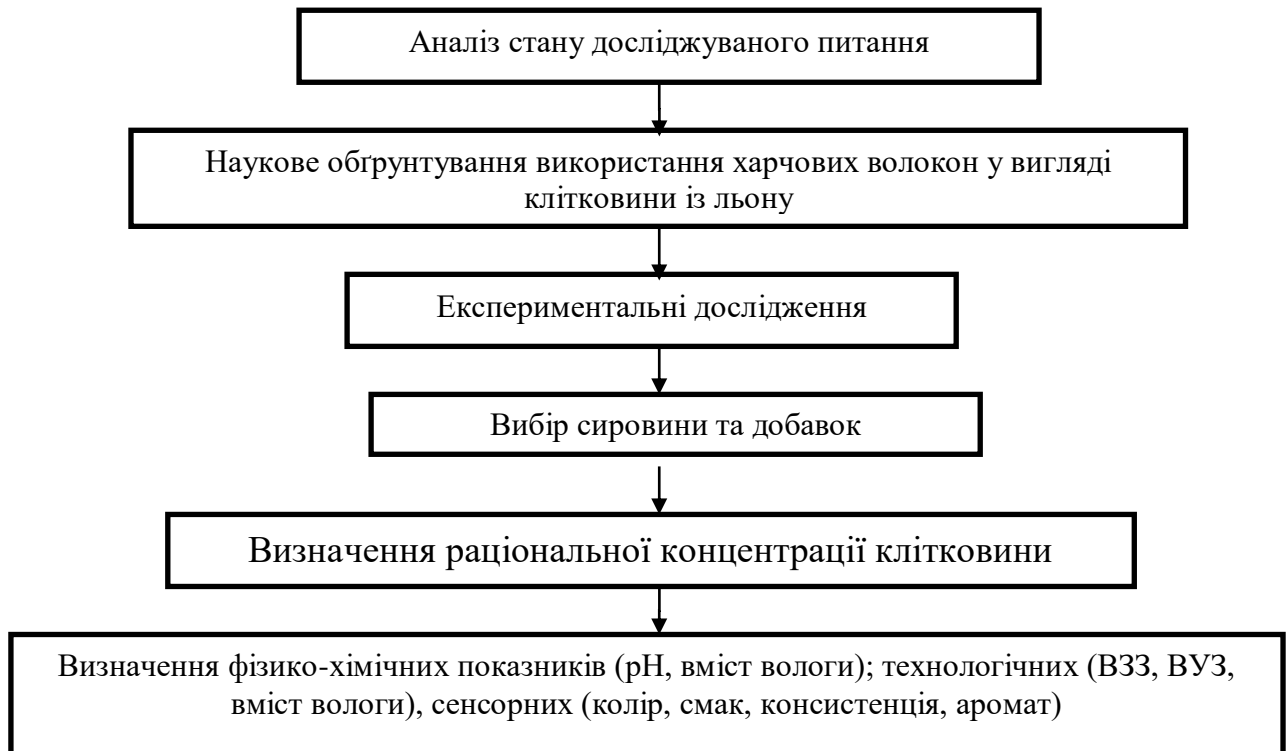 Аналіз стану досліджуваного питання
Наукове обґрунтування використання харчових волокон у вигляді
клітковини із льону
Експериментальні дослідження
Вибір сировини та добавок
Визначення раціональної концентрації клітковини
Визначення фізико-хімічних показників (рН, вміст вологи); технологічних (ВЗЗ, ВУЗ,
вміст вологи), сенсорних (колір, смак, консистенція, аромат)